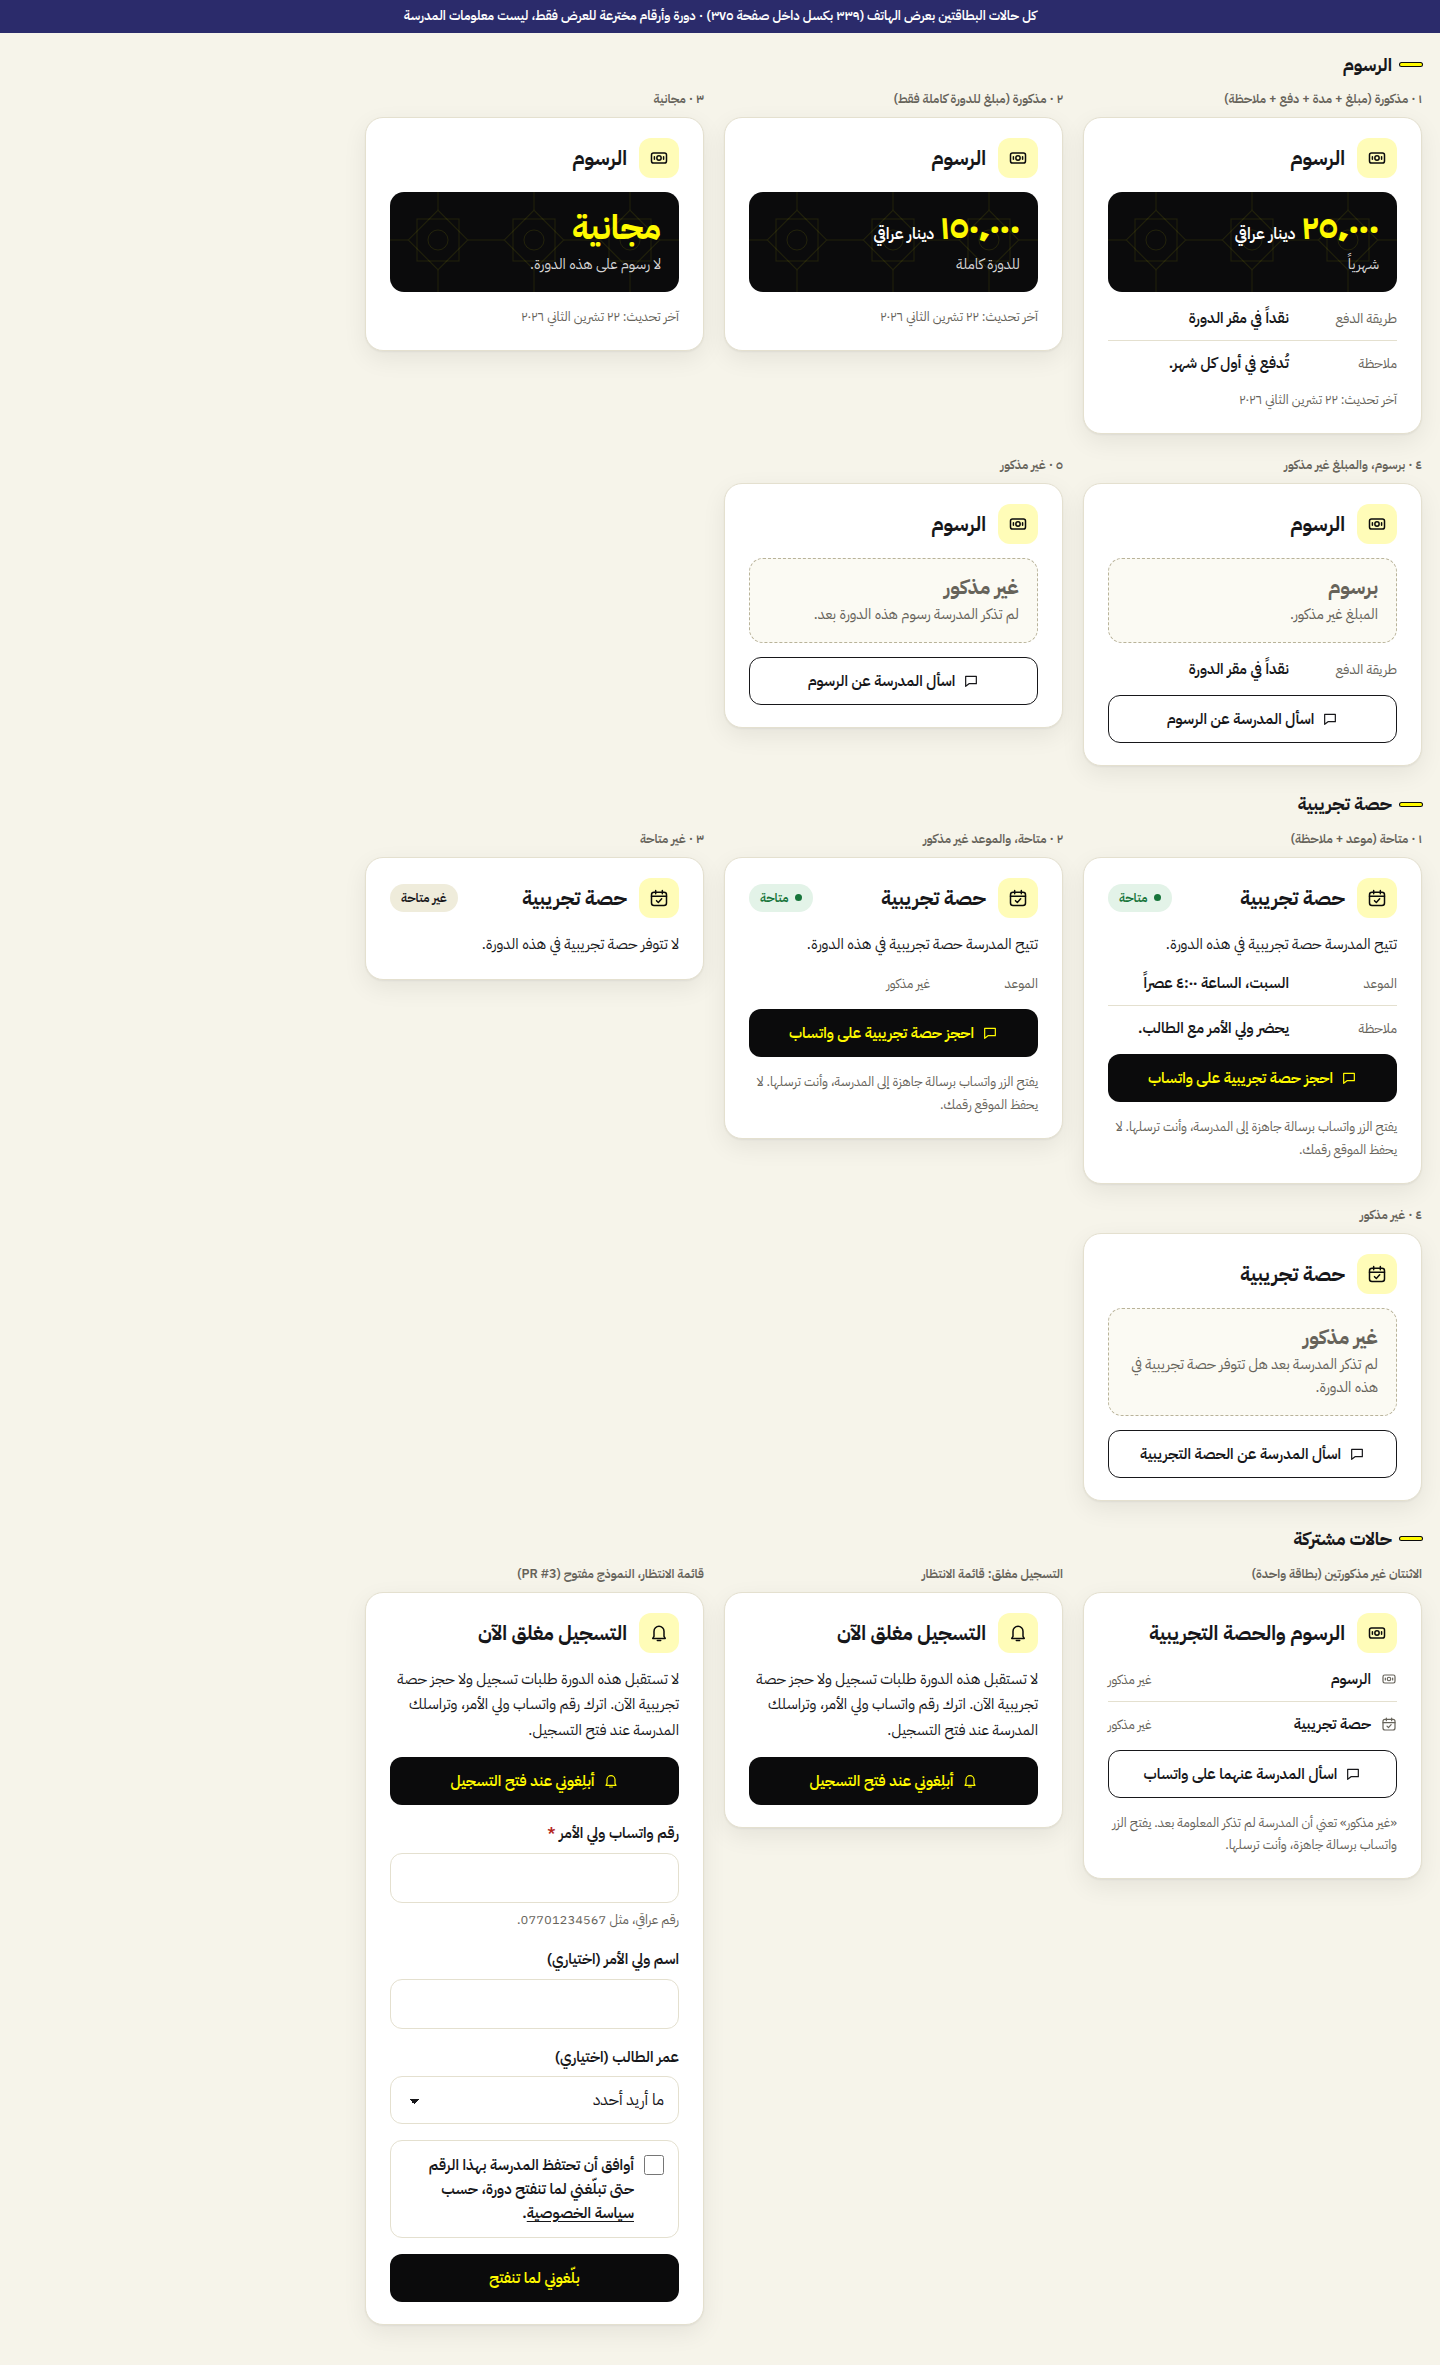 كل حالات البطاقتين بعرض الهاتف (٣٣٩ بكسل داخل صفحة ٣٧٥) · دورة وأرقام مخترعة للعرض فقط، ليست معلومات المدرسة
الرسوم
١ · مذكورة (مبلغ + مدة + دفع + ملاحظة)
الرسوم
٢٥٬٠٠٠ دينار عراقي
شهرياً
طريقة الدفع نقداً في مقر الدورة
ملاحظة تُدفع في أول كل شهر.
آخر تحديث: ٢٢ تشرين الثاني ٢٠٢٦
٢ · مذكورة (مبلغ للدورة كاملة فقط)
الرسوم
١٥٠٬٠٠٠ دينار عراقي
للدورة كاملة
آخر تحديث: ٢٢ تشرين الثاني ٢٠٢٦
٣ · مجانية
الرسوم
مجانية
لا رسوم على هذه الدورة.
آخر تحديث: ٢٢ تشرين الثاني ٢٠٢٦
٤ · برسوم، والمبلغ غير مذكور
الرسوم
برسوم
المبلغ غير مذكور.
طريقة الدفع نقداً في مقر الدورة
اسأل المدرسة عن الرسوم
٥ · غير مذكور
الرسوم
غير مذكور
لم تذكر المدرسة رسوم هذه الدورة بعد.
اسأل المدرسة عن الرسوم
حصة تجريبية
١ · متاحة (موعد + ملاحظة)
حصة تجريبية متاحة
تتيح المدرسة حصة تجريبية في هذه الدورة.
الموعد السبت، الساعة ٤:٠٠ عصراً
ملاحظة يحضر ولي الأمر مع الطالب.
احجز حصة تجريبية على واتساب
يفتح الزر واتساب برسالة جاهزة إلى المدرسة، وأنت ترسلها. لا
يحفظ الموقع رقمك.
٢ · متاحة، والموعد غير مذكور
حصة تجريبية متاحة
تتيح المدرسة حصة تجريبية في هذه الدورة.
الموعد غير مذكور
احجز حصة تجريبية على واتساب
يفتح الزر واتساب برسالة جاهزة إلى المدرسة، وأنت ترسلها. لا
يحفظ الموقع رقمك.
٣ · غير متاحة
حصة تجريبية غير متاحة
لا تتوفر حصة تجريبية في هذه الدورة.
٤ · غير مذكور
حصة تجريبية
غير مذكور
لم تذكر المدرسة بعد هل تتوفر حصة تجريبية في
هذه الدورة.
اسأل المدرسة عن الحصة التجريبية
حالات مشتركة
الاثنتان غير مذكورتين (بطاقة واحدة)
الرسوم والحصة التجريبية
الرسوم غير مذكور
حصة تجريبية غير مذكور
اسأل المدرسة عنهما على واتساب
«غير مذكور» تعني أن المدرسة لم تذكر المعلومة بعد. يفتح الزر
واتساب برسالة جاهزة، وأنت ترسلها.
التسجيل مغلق: قائمة الانتظار
التسجيل مغلق الآن
لا تستقبل هذه الدورة طلبات تسجيل ولا حجز حصة
تجريبية الآن. اترك رقم واتساب ولي الأمر، وتراسلك
المدرسة عند فتح التسجيل.
أبلِغوني عند فتح التسجيل
قائمة الانتظار، النموذج مفتوح (PR #3)
التسجيل مغلق الآن
لا تستقبل هذه الدورة طلبات تسجيل ولا حجز حصة
تجريبية الآن. اترك رقم واتساب ولي الأمر، وتراسلك
المدرسة عند فتح التسجيل.
أبلِغوني عند فتح التسجيل
رقم واتساب ولي الأمر *
رقم عراقي، مثل 07701234567.
اسم ولي الأمر (اختياري)
عمر الطالب (اختياري)
ما أريد أحدد
أوافق أن تحتفظ المدرسة بهذا الرقم
حتى تبلّغني لما تنفتح دورة، حسب
سياسة الخصوصية.
بلّغوني لما تنفتح